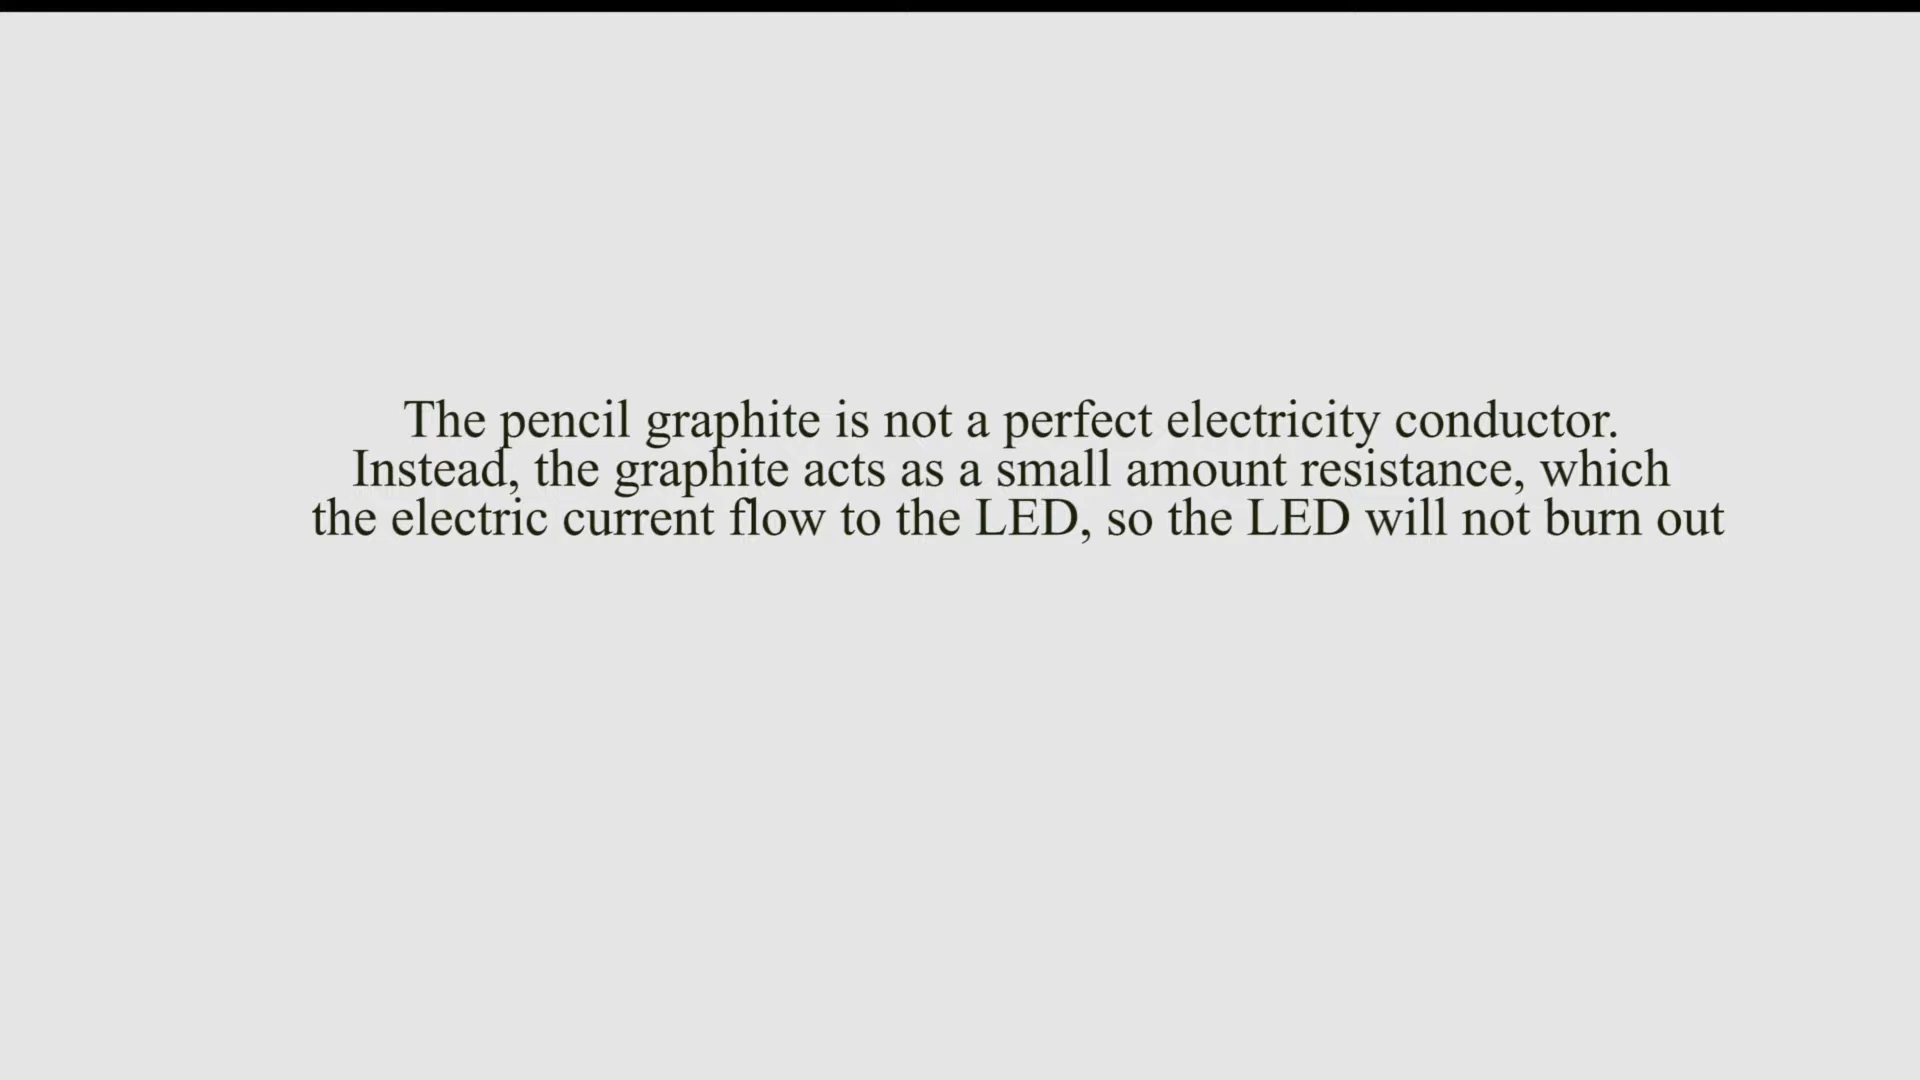 The pencil graphite is not a perfect electricity conductor.
Instead, the graphite acts as a small amount resistance, which
the electric current flow to the LED, so the LED will not burn out